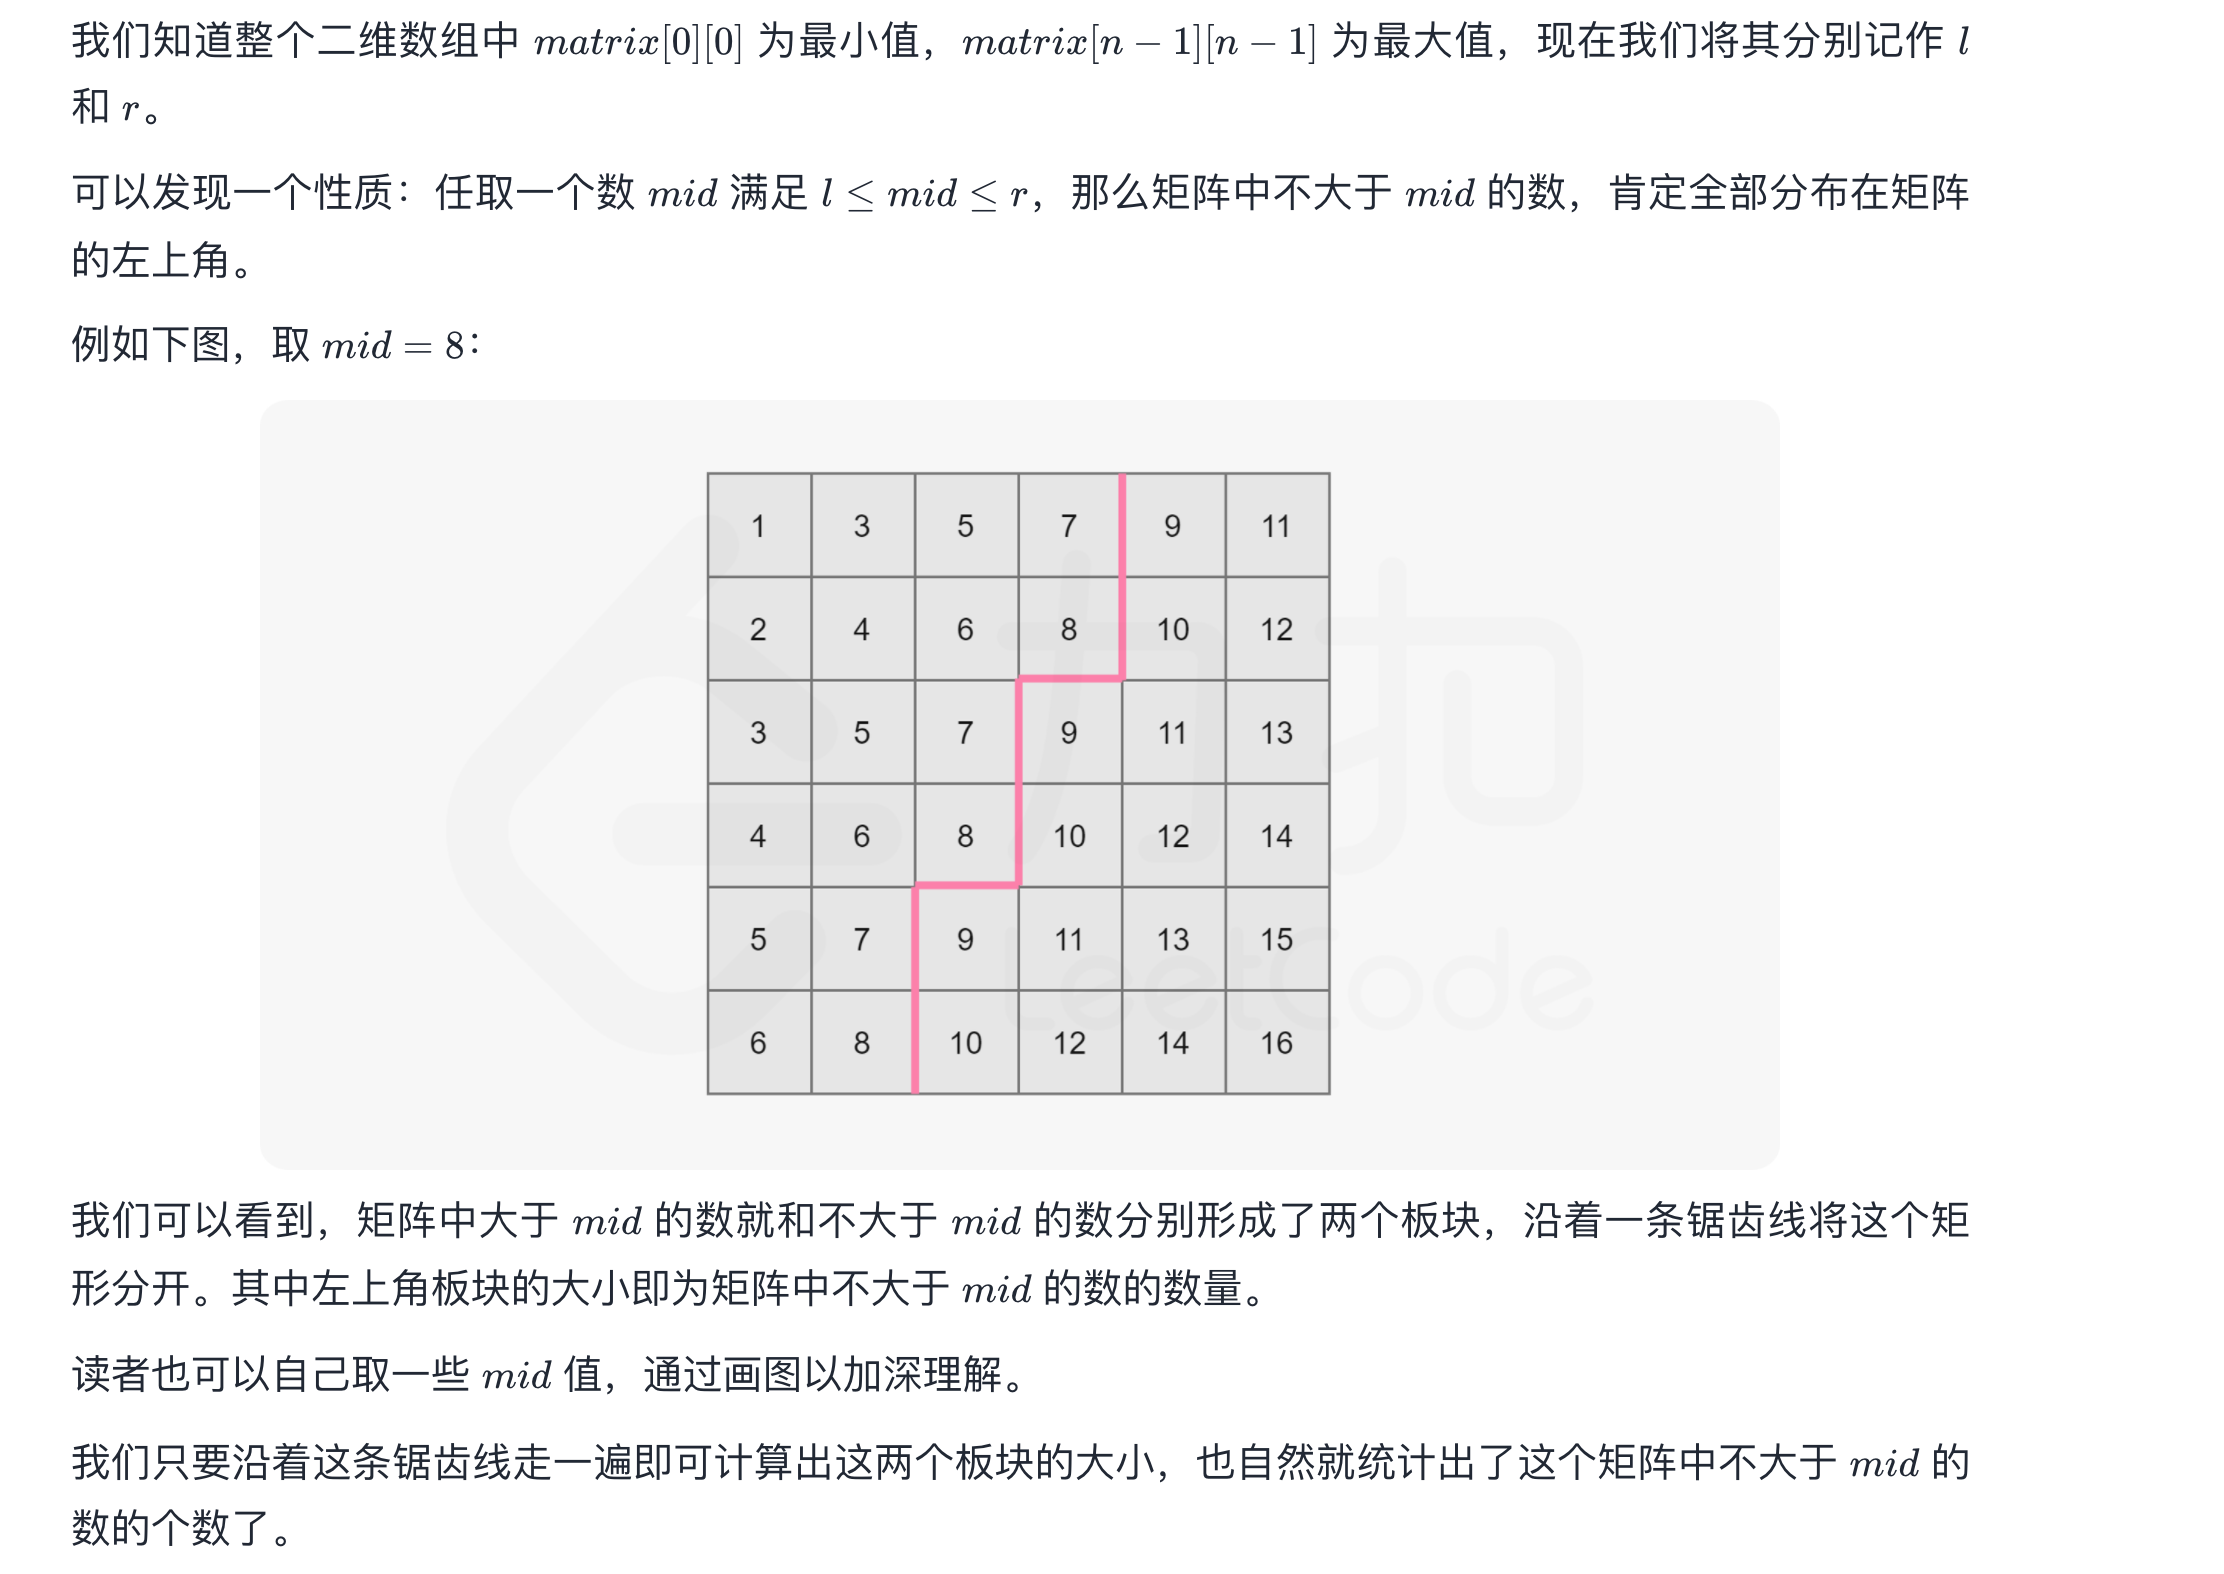 我们知道整个二维数组中 matrix[0][0] 为最小值，matrix[n − 1][n − 1] 为最大值，现在我们将其分别记作 l
和 r。
可以发现一个性质：任取一个数 mid 满足 l ≤ mid ≤ r，那么矩阵中不大于 mid 的数，肯定全部分布在矩阵
的左上角。
例如下图，取 mid = 8：
1 3 5 7 9 11
2 4 6 8 10 12
3 5 7 9 11 13
4 6 8 10 12 14
5 7 9 11 13 15
6 8 10 12 14 16
力扣
LeetCode
我们可以看到，矩阵中大于 mid 的数就和不大于 mid 的数分别形成了两个板块，沿着一条锯齿线将这个矩
形分开。其中左上角板块的大小即为矩阵中不大于 mid 的数的数量。
读者也可以自己取一些 mid 值，通过画图以加深理解。
我们只要沿着这条锯齿线走一遍即可计算出这两个板块的大小，也自然就统计出了这个矩阵中不大于 mid 的
数的个数了。